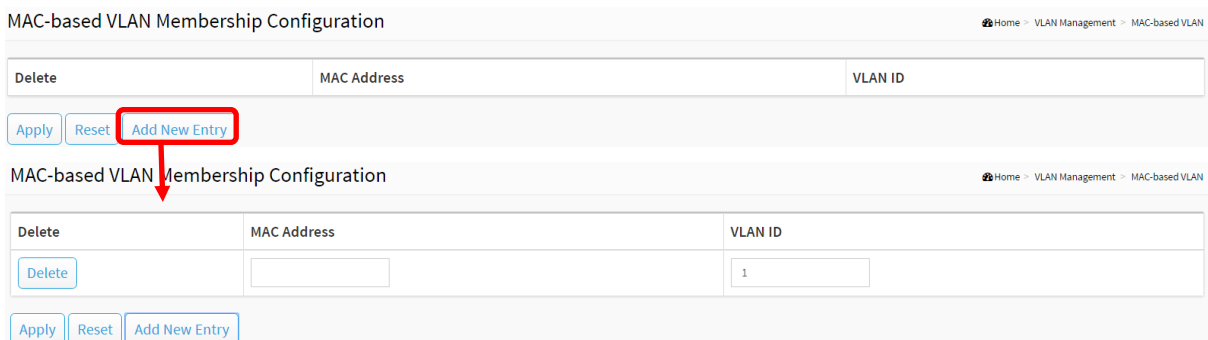 MAC-based VLAN Membership Configuration
Home > VLAN Management > MAC-based VLAN
Delete MAC Address VLAN ID
Apply Reset Add New Entry
MAC-based VLAN Membership Configuration
Home > VLAN Management > MAC-based VLAN
Delete MAC Address VLAN ID
Delete 1
Apply Reset Add New Entry